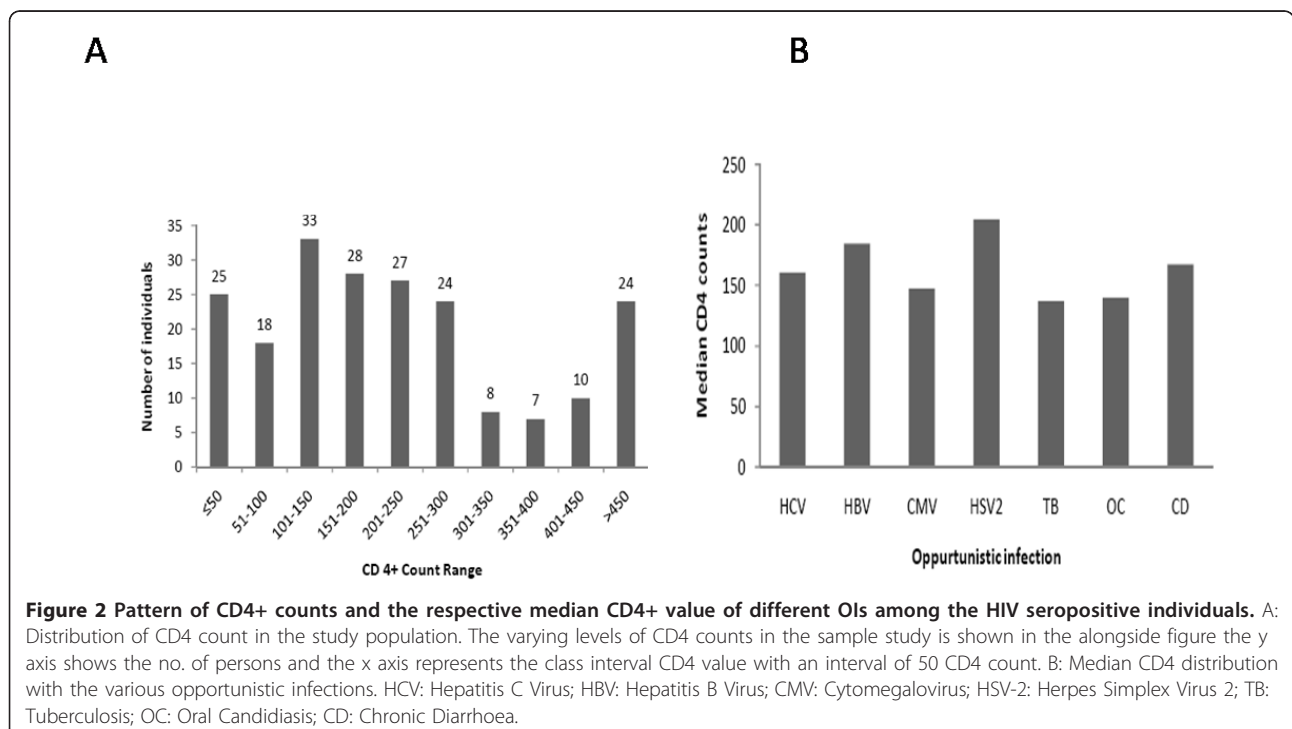 A
B
35
30
25
20
15
10
5
0
Number of individuals
25
18
33
28
27
24
8
7
10
24
≤50
51-100
101-150
151-200
201-250
251-300
301-350
351-400
401-450
>450
CD 4+ Count Range
250
200
150
100
50
0
Median CD4 counts
HCV
HBV
CMV
HSV2
TB
OC
CD
Oppurtunistic infection
Figure 2 Pattern of CD4+ counts and the respective median CD4+ value of different OIs among the HIV seropositive individuals. A:
Distribution of CD4 count in the study population. The varying levels of CD4 counts in the sample study is shown in the alongside figure the y
axis shows the no. of persons and the x axis represents the class interval CD4 value with an interval of 50 CD4 count. B: Median CD4 distribution
with the various opportunistic infections. HCV: Hepatitis C Virus; HBV: Hepatitis B Virus; CMV: Cytomegalovirus; HSV-2: Herpes Simplex Virus 2; TB:
Tuberculosis; OC: Oral Candidiasis; CD: Chronic Diarrhoea.